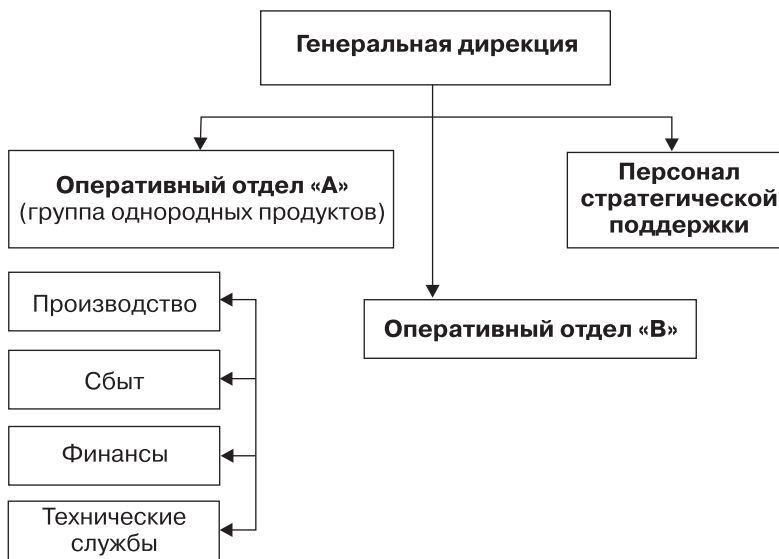 Генеральная дирекция
Оперативный отдел «А»
(группа однородных продуктов)
Персонал
стратегической
поддержки
Производство
Оперативный отдел «В»
Сбыт
Финансы
Технические
службы